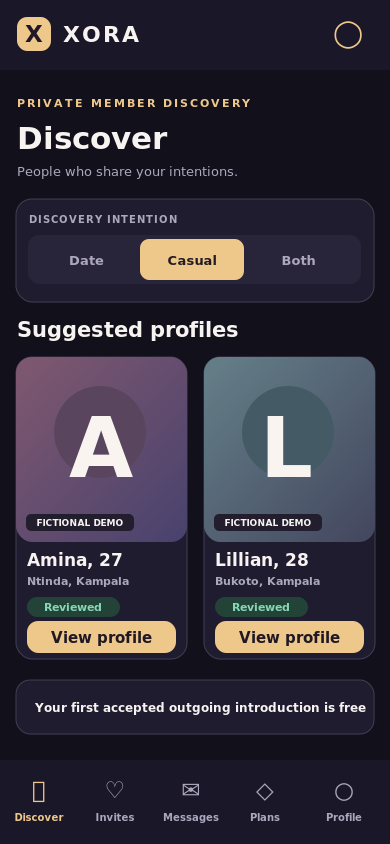 X XORA
PRIVATE MEMBER DISCOVERY
Discover
People who share your intentions.
DISCOVERY INTENTION
Date Casual Both
Suggested profiles
A L
FICTIONAL DEMO FICTIONAL DEMO
Amina, 27 Lillian, 28
Ntinda, Kampala Bukoto, Kampala
Reviewed Reviewed
View profile View profile
Your first accepted outgoing introduction is free
Discover Invites Messages Plans Profile